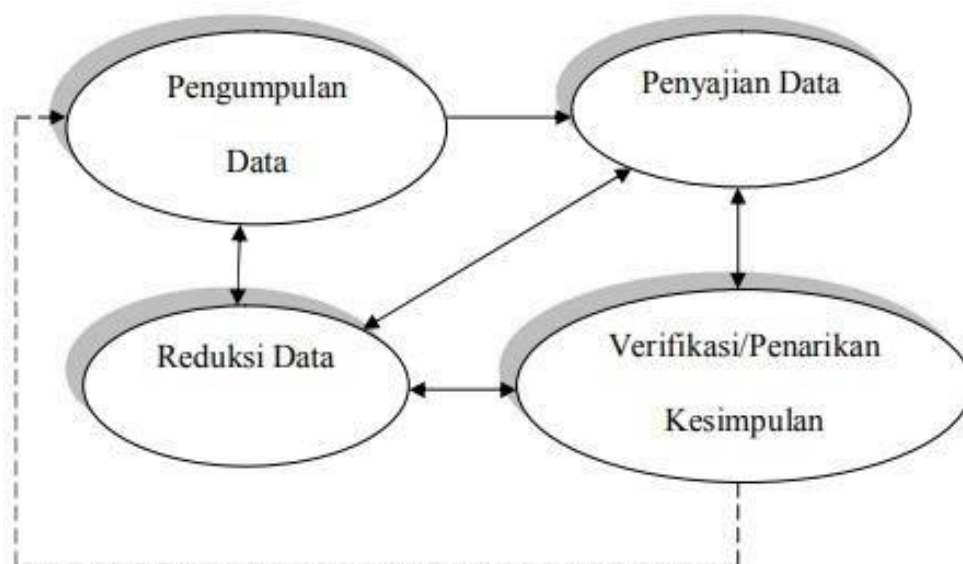 Pengumpulan
Data
Penyajian Data
Reduksi Data
Verifikasi/Penarikan
Kesimpulan